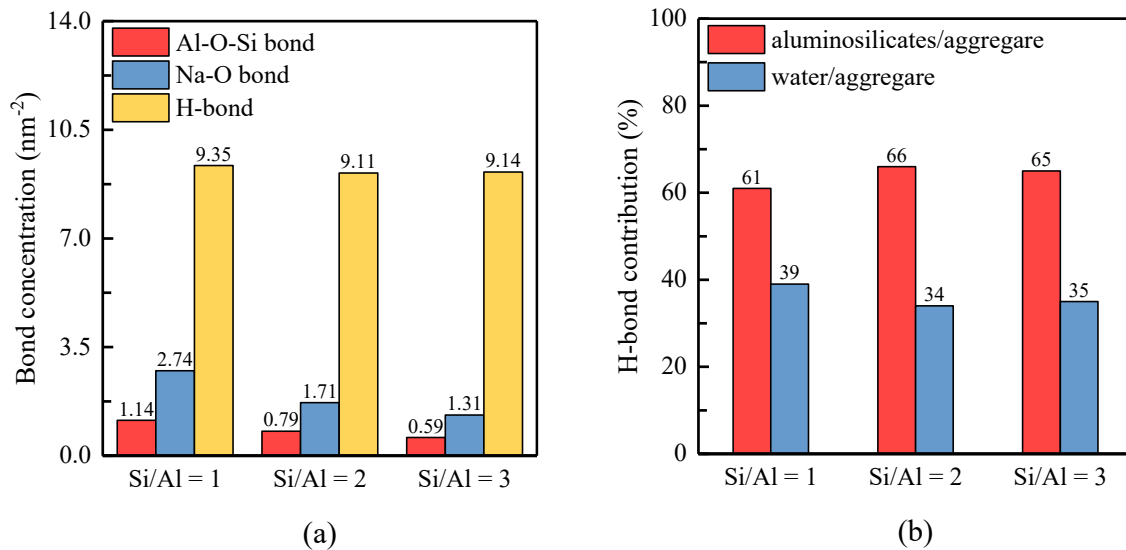 Bond concentration (nm-2)
14.0
10.5
7.0
3.5
0.0
Al-O-Si bond
Na-O bond
H-bond
1.14
2.74
9.35
0.79
1.71
9.11
0.59
1.31
9.14
Si/Al = 1
Si/Al = 2
Si/Al = 3
(a)
H-bond contribution (%)
100
80
60
40
20
0
aluminosilicates/aggregare
water/aggregare
61
39
66
34
65
35
Si/Al = 1
Si/Al = 2
Si/Al = 3
(b)